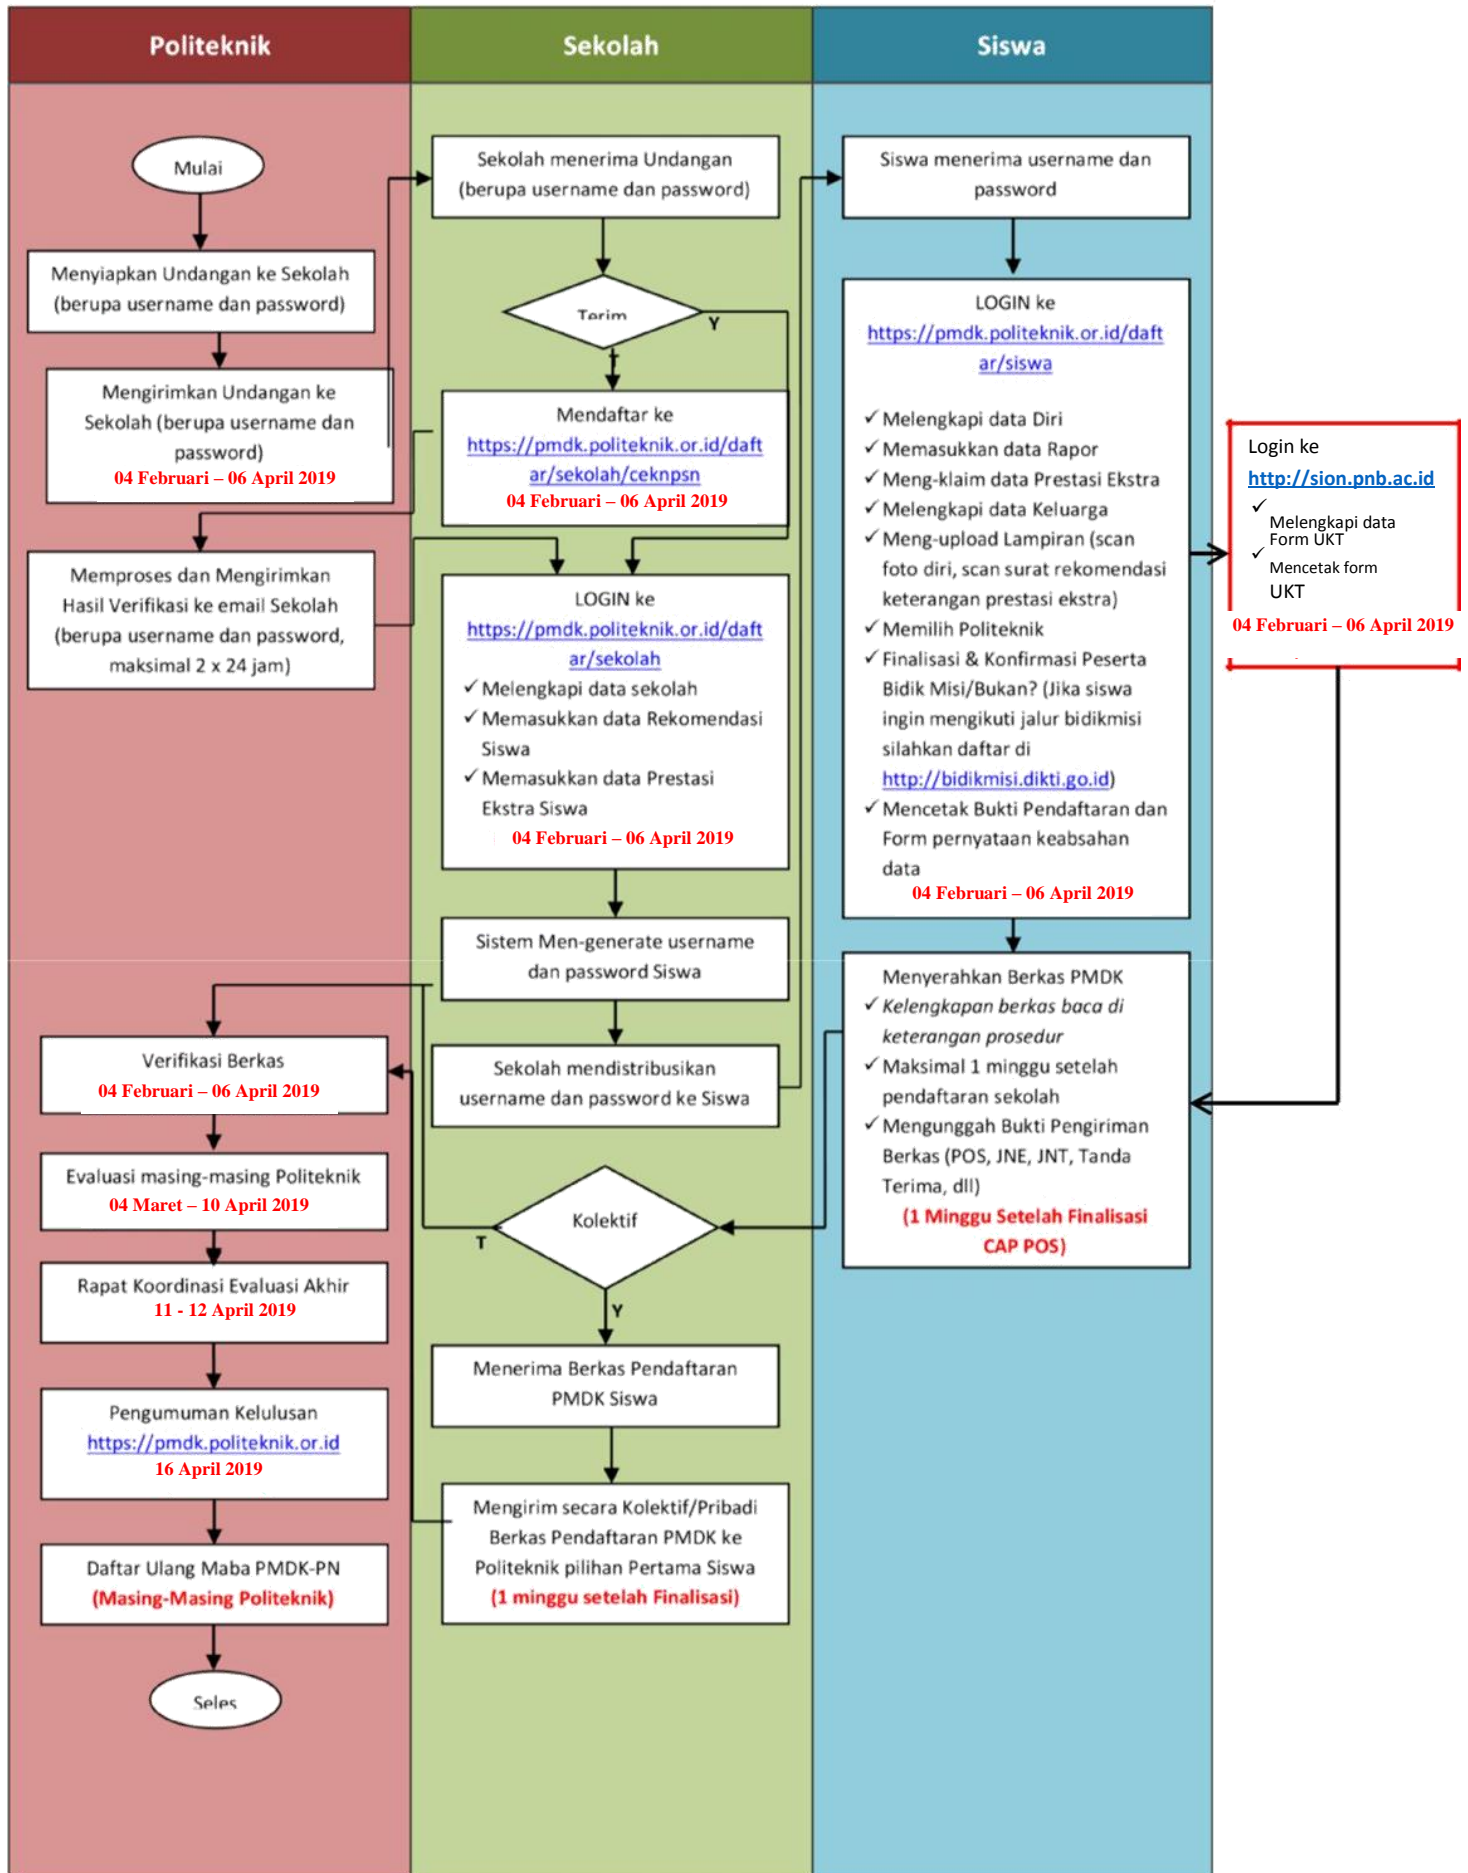 Politeknik
Sekolah
Siswa
Mulai
Menyiapkan Undangan ke Sekolah
(berupa username dan password)
Mengirimkan Undangan ke
Sekolah (berupa username dan
password)
04 Februari – 06 April 2019
Memproses dan Mengirimkan
Hasil Verifikasi ke email Sekolah
(berupa username dan password,
maksimal 2 x 24 jam)
Verifikasi Berkas
04 Februari – 06 April 2019
Evaluasi masing-masing Politeknik
04 Maret – 10 April 2019
Rapat Koordinasi Evaluasi Akhir
11 - 12 April 2019
Pengumuman Kelulusan
https://pmdk.politeknik.or.id
16 April 2019
Daftar Ulang Maba PMDK-PN
(Masing-Masing Politeknik)
Seles
Sekolah menerima Undangan
(berupa username dan password)
Terim
Y
T
Mendaftar ke
https://pmdk.politeknik.or.id/daft
ar/sekolah/ceknpsn
04 Februari – 06 April 2019
LOGIN ke
https://pmdk.politeknik.or.id/daft
ar/sekolah
✓ Melengkapi data sekolah
✓ Memasukkan data Rekomendasi
Siswa
✓ Memasukkan data Prestasi
Ekstra Siswa
04 Februari – 06 April 2019
Sistem Men-generate username
dan password Siswa
Sekolah mendistribusikan
username dan password ke Siswa
Kolektif
T
Y
Menerima Berkas Pendaftaran
PMDK Siswa
Mengirim secara Kolektif/Pribadi
Berkas Pendaftaran PMDK ke
Politeknik pilihan Pertama Siswa
(1 minggu setelah Finalisasi)
Siswa menerima username dan
password
LOGIN ke
https://pmdk.politeknik.or.id/daft
ar/siswa
✓ Melengkapi data Diri
✓ Memasukkan data Rapor
✓ Meng-klaim data Prestasi Ekstra
✓ Melengkapi data Keluarga
✓ Meng-upload Lampiran (scan
foto diri, scan surat rekomendasi
keterangan prestasi ekstra)
✓ Memilih Politeknik
✓ Finalisasi & Konfirmasi Peserta
Bidik Misi/Bukan? (Jika siswa
ingin mengikuti jalur bidikmisi
silahkan daftar di
http://bidikmisi.dikti.go.id)
✓ Mencetak Bukti Pendaftaran dan
Form pernyataan keabsahan
data
04 Februari – 06 April 2019
Menyerahkan Berkas PMDK
✓ Kelengkapan berkas baca di
keterangan prosedur
✓ Maksimal 1 minggu setelah
pendaftaran sekolah
✓ Mengunggah Bukti Pengiriman
Berkas (POS, JNE, JNT, Tanda
Terima, dll)
(1 Minggu Setelah Finalisasi
CAP POS)
Login ke
http://sion.pnb.ac.id
✓ Melengkapi data
Form UKT
✓ Mencetak form
UKT
04 Februari – 06 April 2019